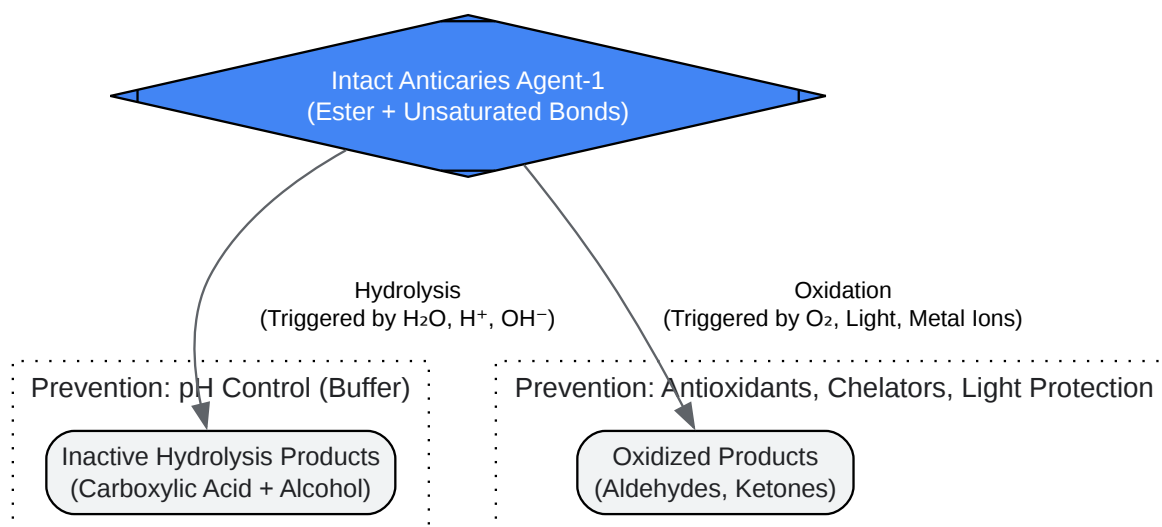 Intact Anticaries Agent-1
(Ester + Unsaturated Bonds)
Hydrolysis
(Triggered by H₂O, H⁺, OH⁻)
Oxidation
(Triggered by O₂, Light, Metal Ions)
Prevention: pH Control (Buffer)
Prevention: Antioxidants, Chelators, Light Protection
Inactive Hydrolysis Products
(Carboxylic Acid + Alcohol)
Oxidized Products
(Aldehydes, Ketones)